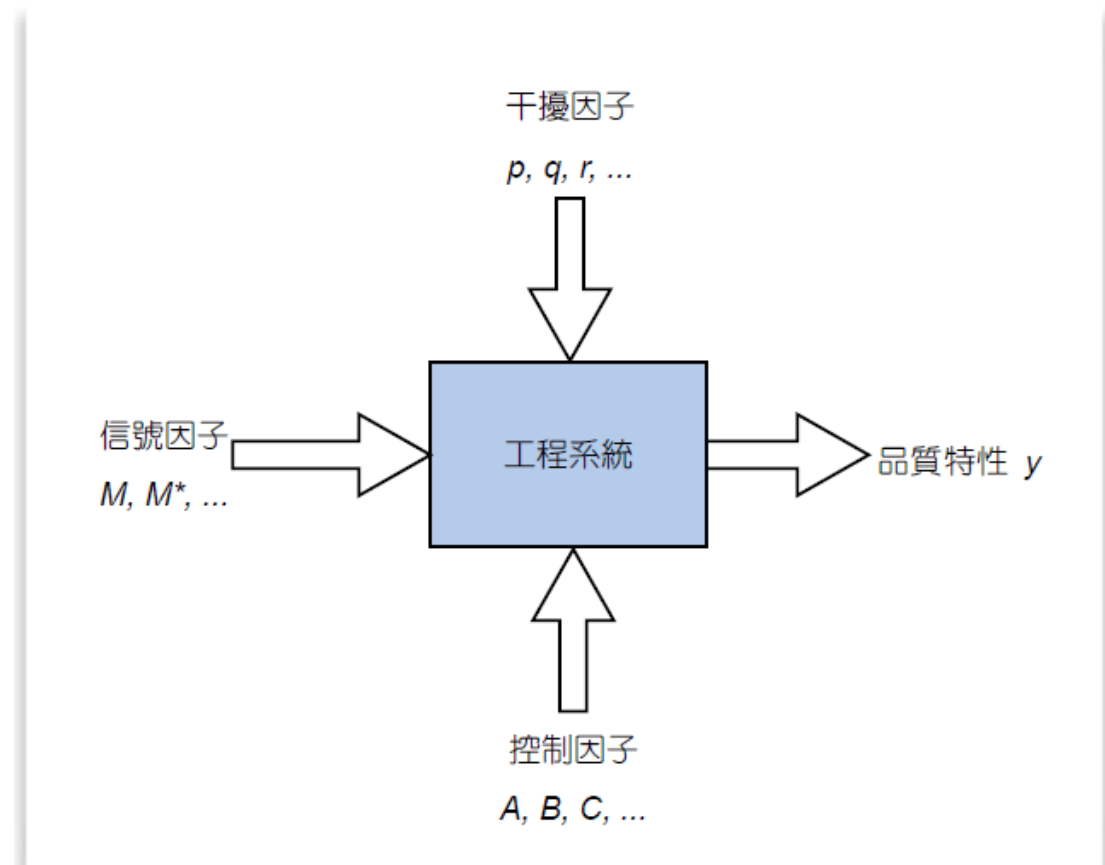 干擾因子
p, q, r, ...
信號因子
M, M*, ...
工程系統
品質特性 y
控制因子
A, B, C, ...